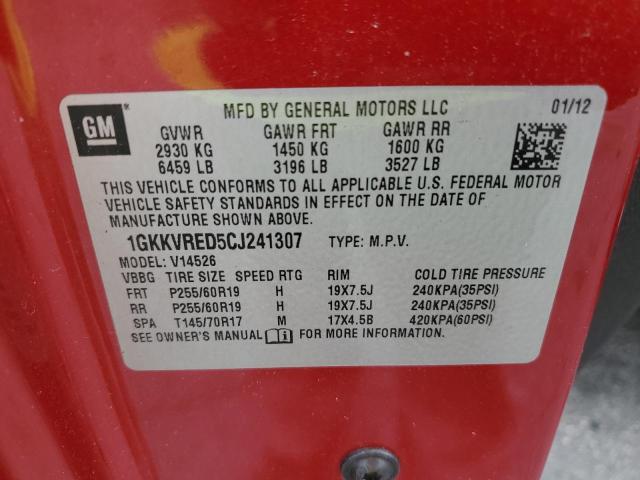 GM
MFD BY GENERAL MOTORS LLC 01/12
GVWR GAWR FRT GAWR RR
2930 KG 1450 KG 1600 KG
6459 LB 3196 LB 3527 LB
THIS VEHICLE CONFORMS TO ALL APPLICABLE U.S. FEDERAL MOTOR
VEHICLE SAFETY STANDARDS IN EFFECT ON THE DATE OF
MANUFACTURE SHOWN ABOVE.
1GKKVRED5CJ241307 TYPE: M.P.V.
MODEL: V14526
VBBG TIRE SIZE SPEED RTG RIM COLD TIRE PRESSURE
FRT P255/60R19 H 19X7.5J 240KPA(35PSI)
RR P255/60R19 H 19X7.5J 240KPA(35PSI)
SPA T145/70R17 M 17X4.5B 420KPA(60PSI)
SEE OWNER'S MANUAL i FOR MORE INFORMATION.